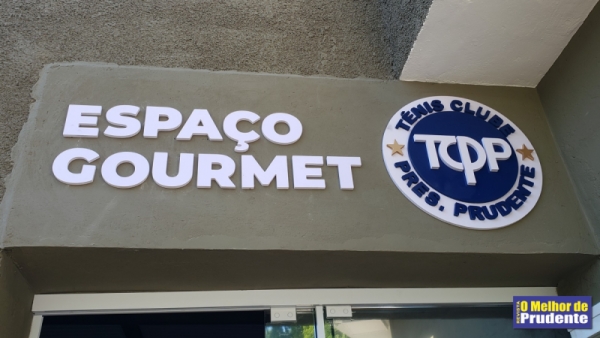 ESPAÇO
GOURMET
TÊNIS CLUBE
TCPP
PRES. PRUDENTE
O Melhor de
Prudente